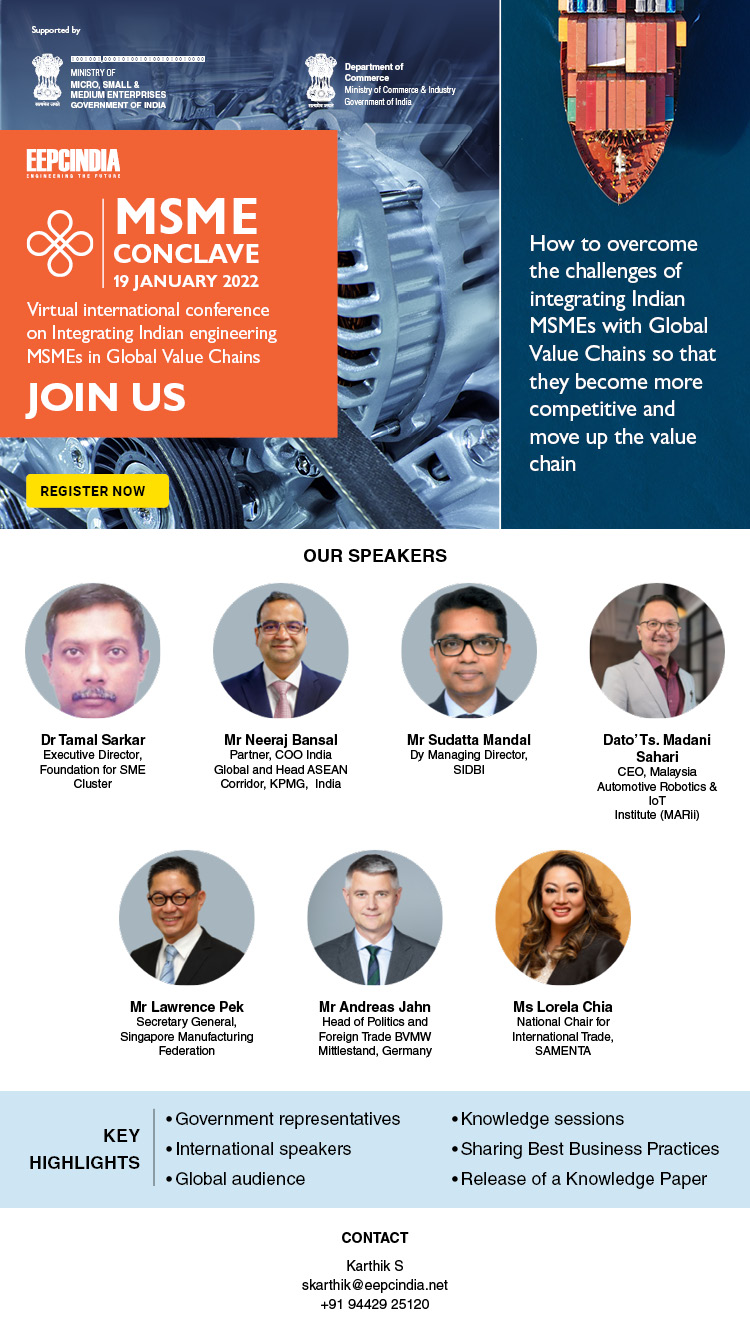 Supported by
MINISTRY OF
MICRO, SMALL &
MEDIUM ENTERPRISES
GOVERNMENT OF INDIA
सत्यमेव जयते
Department of
Commerce
Ministry of Commerce & Industry
Government of India
सत्यमेव जयते
EEPCINDIA
ENGINEERING THE FUTURE
MSME
CONCLAVE
19 JANUARY 2022
Virtual international conference
on Integrating Indian engineering
MSMEs in Global Value Chains
JOIN US
REGISTER NOW
How to overcome
the challenges of
integrating Indian
MSMEs with Global
Value Chains so that
they become more
competitive and
move up the value
chain
OUR SPEAKERS
Dr Tamal Sarkar
Executive Director,
Foundation for SME
Cluster
Mr Neeraj Bansal
Partner, COO India
Global and Head ASEAN
Corridor, KPMG, India
Mr Sudatta Mandal
Dy Managing Director,
SIDBI
Dato’ Ts. Madani
Sahari
CEO, Malaysia
Automotive Robotics &
IoT
Institute (MARii)
Mr Lawrence Pek
Secretary General,
Singapore Manufacturing
Federation
Mr Andreas Jahn
Head of Politics and
Foreign Trade BVMW
Mittlestand, Germany
Ms Lorela Chia
National Chair for
International Trade,
SAMENTA
KEY
HIGHLIGHTS
• Government representatives
• International speakers
• Global audience
• Knowledge sessions
• Sharing Best Business Practices
• Release of a Knowledge Paper
CONTACT
Karthik S
skarthik@eepcindia.net
+91 94429 25120